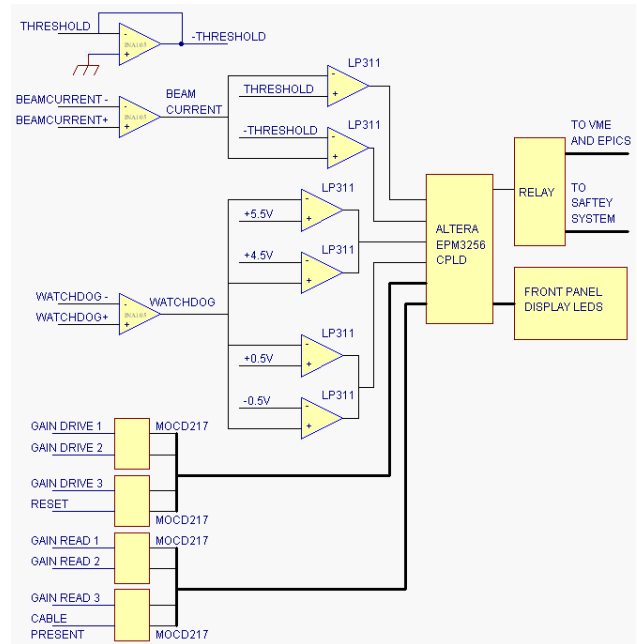 THRESHOLD
INA105
-THRESHOLD
BEAMCURRENT -
BEAMCURRENT+
INA105
BEAM
CURRENT
LP311
THRESHOLD
-THRESHOLD
LP311
LP311
+5.5V
+4.5V
LP311
WATCHDOG -
WATCHDOG+
INA105
WATCHDOG
LP311
+0.5V
-0.5V
LP311
ALTERA
EPM3256
CPLD
RELAY
TO VME
AND EPICS
TO
SAFTEY
SYSTEM
FRONT PANEL
DISPLAY LEDS
GAIN DRIVE 1
GAIN DRIVE 2
MOCD217
GAIN DRIVE 3
RESET
MOCD217
GAIN READ 1
GAIN READ 2
MOCD217
GAIN READ 3
CABLE
PRESENT
MOCD217